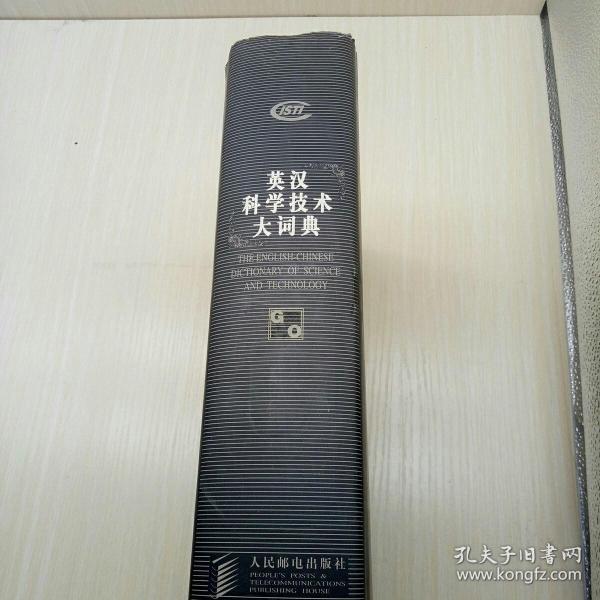 ISTI
英汉
科学技术
大词典
THE ENGLISH-CHINESE
DICTIONARY OF SCIENCE
AND TECHNOLOGY
G
O
人民邮电出版社
PEOPLE'S POSTS &
TELECOMMUNICATIONS
PUBLISHING HOUSE
孔夫子旧书网
www.kongfz.com